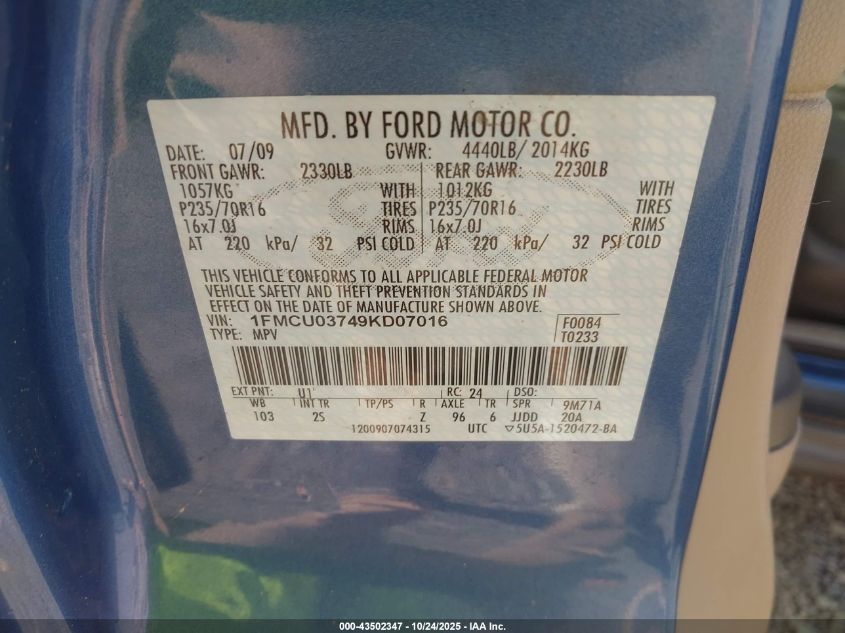 MFD. BY FORD MOTOR CO.
DATE: 07/09 GVWR: 4440LB/ 2014KG
FRONT GAWR: 2330LB REAR GAWR: 2230LB
1057KG WITH 1012KG WITH
P235/70R16 TIRES P235/70R16 TIRES
16x7.0J RIMS 16x7.0J RIMS
AT 220 kPa/ 32 PSI COLD AT 220 kPa/ 32 PSI COLD
THIS VEHICLE CONFORMS TO ALL APPLICABLE FEDERAL MOTOR
VEHICLE SAFETY AND THEFT PREVENTION STANDARDS IN
EFFECT ON THE DATE OF MANUFACTURE SHOWN ABOVE.
VIN: 1FMCU03749KD07016 F0084
TYPE: MPV T0233
EXT PNT: U1 RC: 24 DSO:
WB INT TR TP/PS R AXLE TR SPR 9M71A
103 2S Z 96 6 JJDD 20A
1200907074315 UTC ▽5U5A-1520472-BA
000-43502347 - 10/24/2025 - IAA Inc.